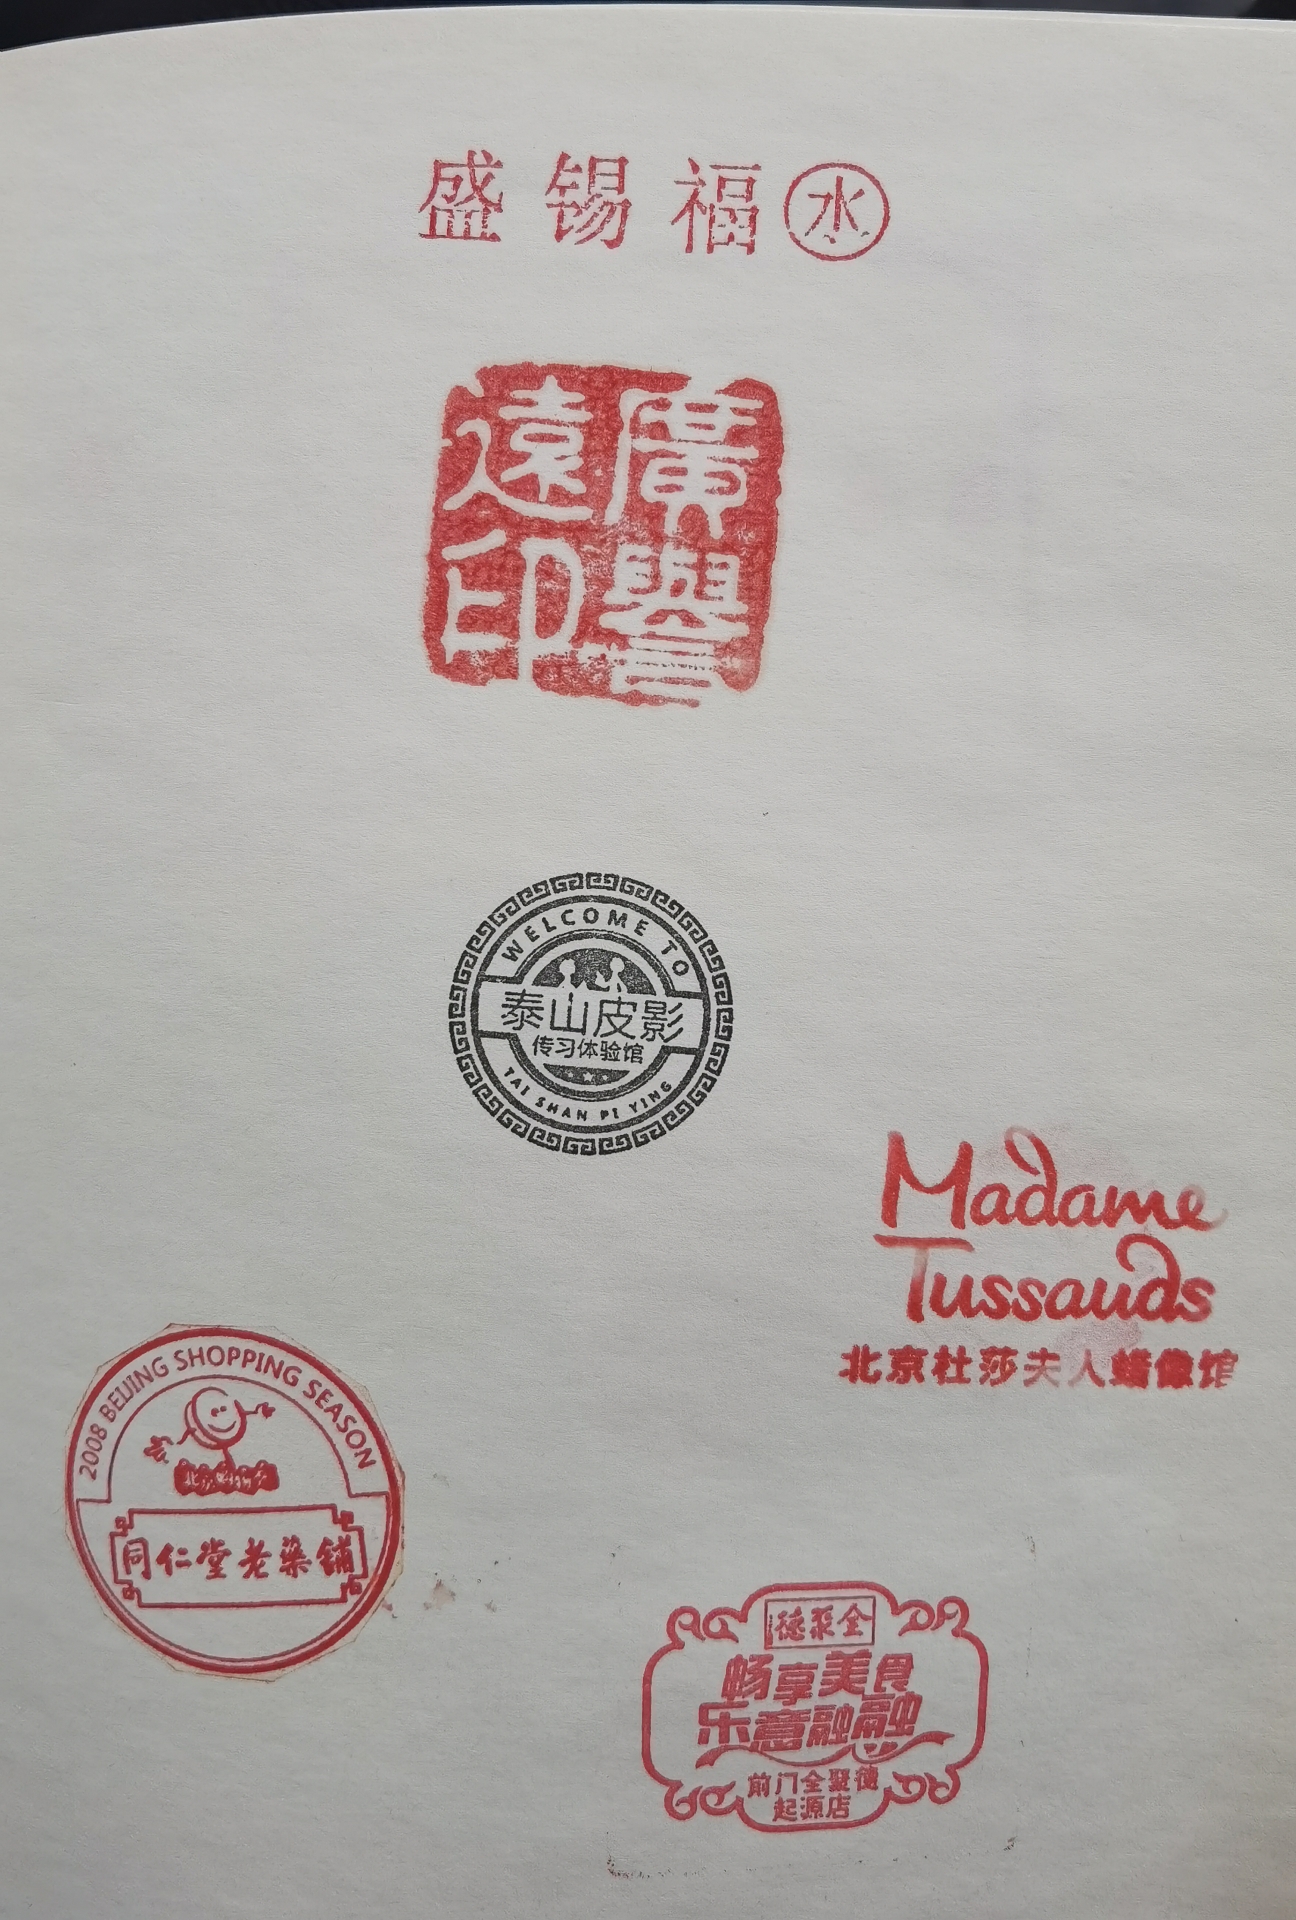 盛锡福 水
廣譽
遠印
WELCOME TO
泰山皮影
传习体验馆
TAI SHAN PI YING
Madame
Tussauds
北京杜莎夫人蜡像馆
2008 BEIJING SHOPPING SEASON
同仁堂老药铺
全聚德
畅享美食
乐意融融
前门全聚德
起源店